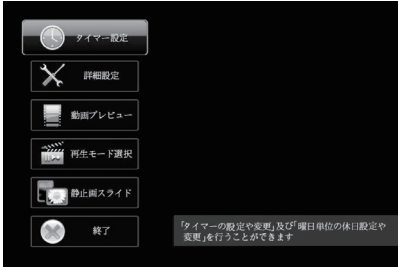 タイマー設定
詳細設定
動画プレビュー
再生モード選択
静止画スライド
終了
「タイマーの設定や変更」及び「曜日単位の休日設定や
変更」を行うことができます